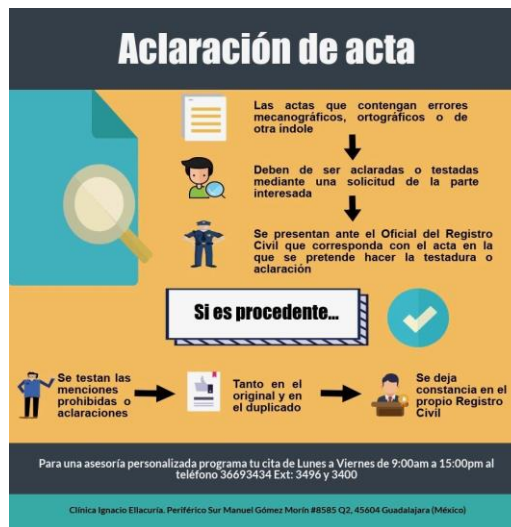 Aclaración de acta
Las actas que contengan errores
mecanográficos, ortográficos o de
otra índole
Deben de ser aclaradas o testadas
mediante una solicitud de la parte
interesada
Se presentan ante el Oficial del Registro
Civil que corresponda con el acta en la
que se pretende hacer la testadura o
aclaración
Si es procedente...
Se testan las
menciones
prohibidas o
aclaraciones
Tanto en el
original y en
el duplicado
Se deja
constancia en el
propio Registro
Civil
Para una asesoría personalizada programa tu cita de Lunes a Viernes de 9:00am a 15:00pm al
teléfono 36693434 Ext: 3496 y 3400
Clínica Ignacio Ellacuría. Periférico Sur Manuel Gómez Morín #8585 Q2, 45604 Guadalajara (México)